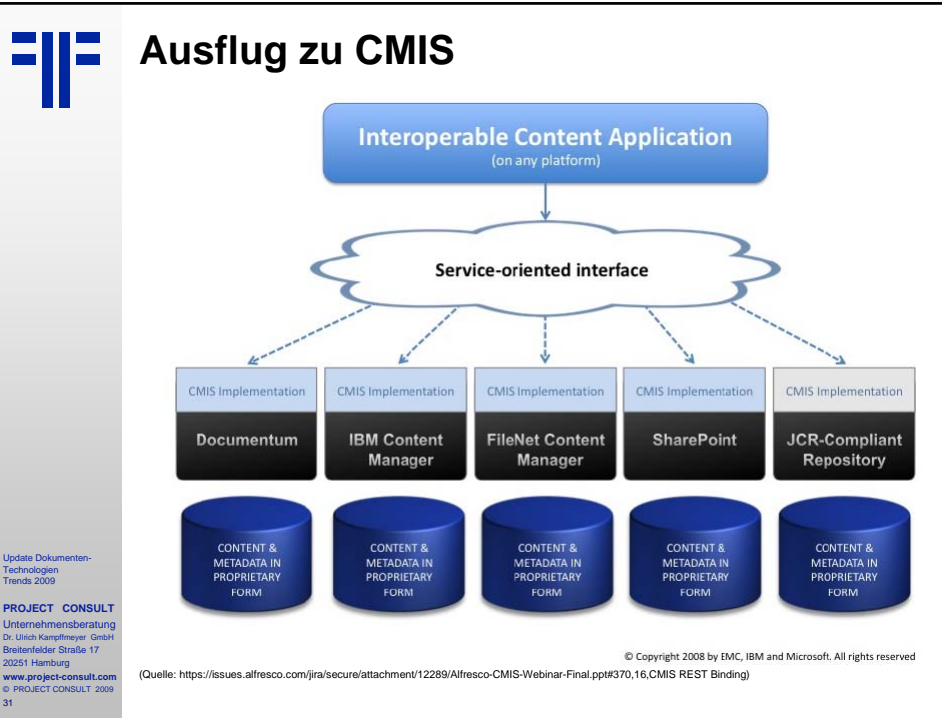 Ausflug zu CMIS
Interoperable Content Application
(on any platform)
Service-oriented interface
CMIS Implementation
CMIS Implementation
CMIS Implementation
CMIS Implementation
CMIS Implementation
Documentum
IBM Content
Manager
FileNet Content
Manager
SharePoint
JCR-Compliant
Repository
CONTENT &
METADATA IN
PROPRIETARY
FORM
CONTENT &
METADATA IN
PROPRIETARY
FORM
CONTENT &
METADATA IN
PROPRIETARY
FORM
CONTENT &
METADATA IN
PROPRIETARY
FORM
CONTENT &
METADATA IN
PROPRIETARY
FORM
© Copyright 2008 by EMC, IBM and Microsoft. All rights reserved
(Quelle: https://issues.alfresco.com/jira/secure/attachment/12289/Alfresco-CMIS-Webinar-Final.ppt#370,16,CMIS REST Binding)
Update Dokumenten-
Technologien
Trends 2009
PROJECT CONSULT
Unternehmensberatung
Dr. Ulrich Kampffmeyer GmbH
Breitenfelder Straße 17
20251 Hamburg
www.project-consult.com
© PROJECT CONSULT 2009
31